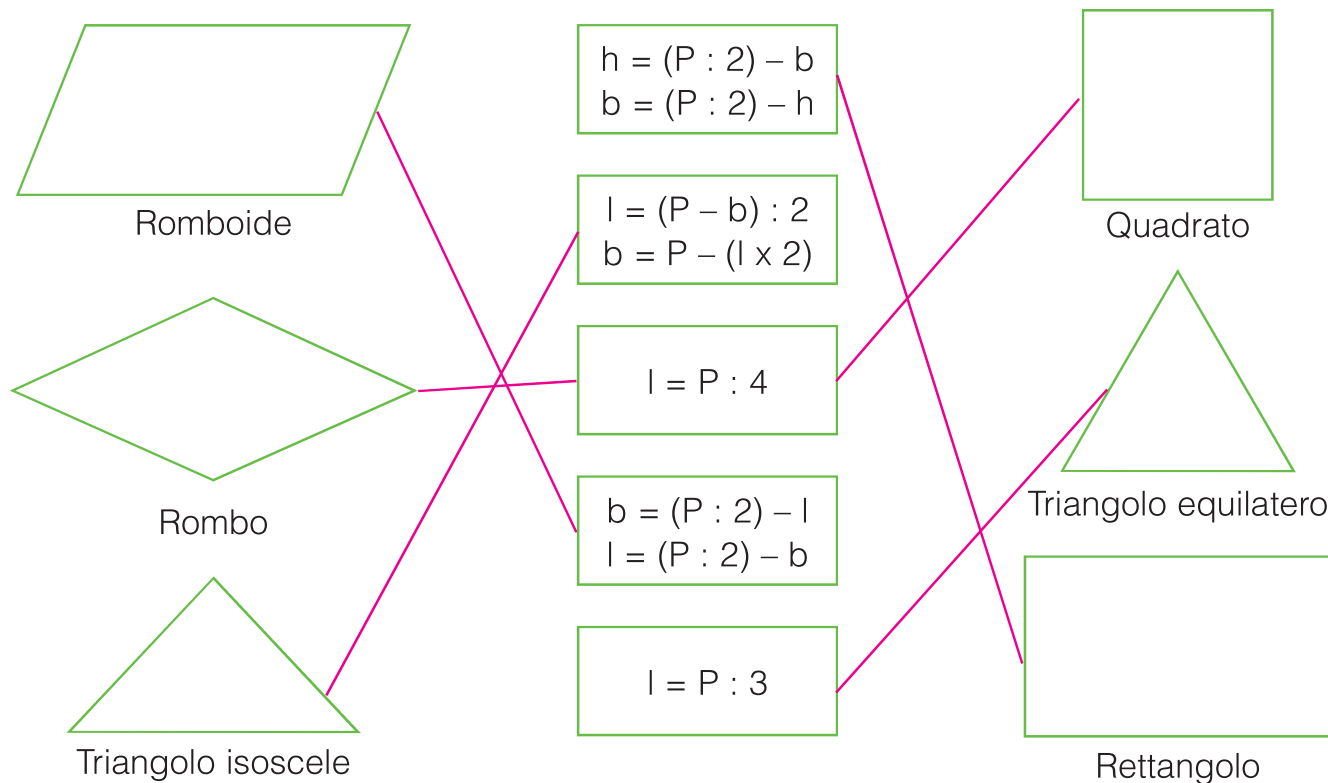 Romboide
Rombo
Triangolo isoscele
h = (P : 2) – b
b = (P : 2) – h
l = (P – b) : 2
b = P – (l x 2)
l = P : 4
b = (P : 2) – l
l = (P : 2) – b
l = P : 3
Quadrato
Triangolo equilatero
Rettangolo